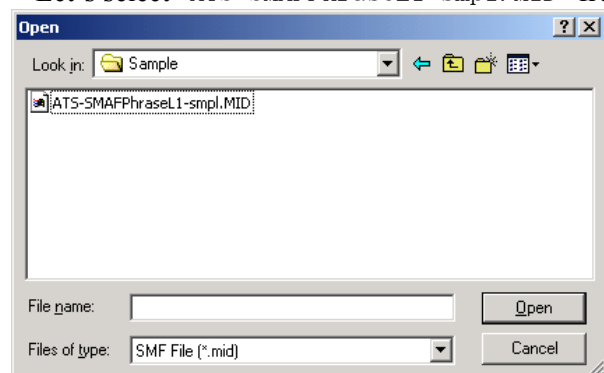 Open
Look in: Sample
ATS-SMAFPhraseL1-smpl.MID
File name: Open
Files of type: SMF File (*.mid) Cancel